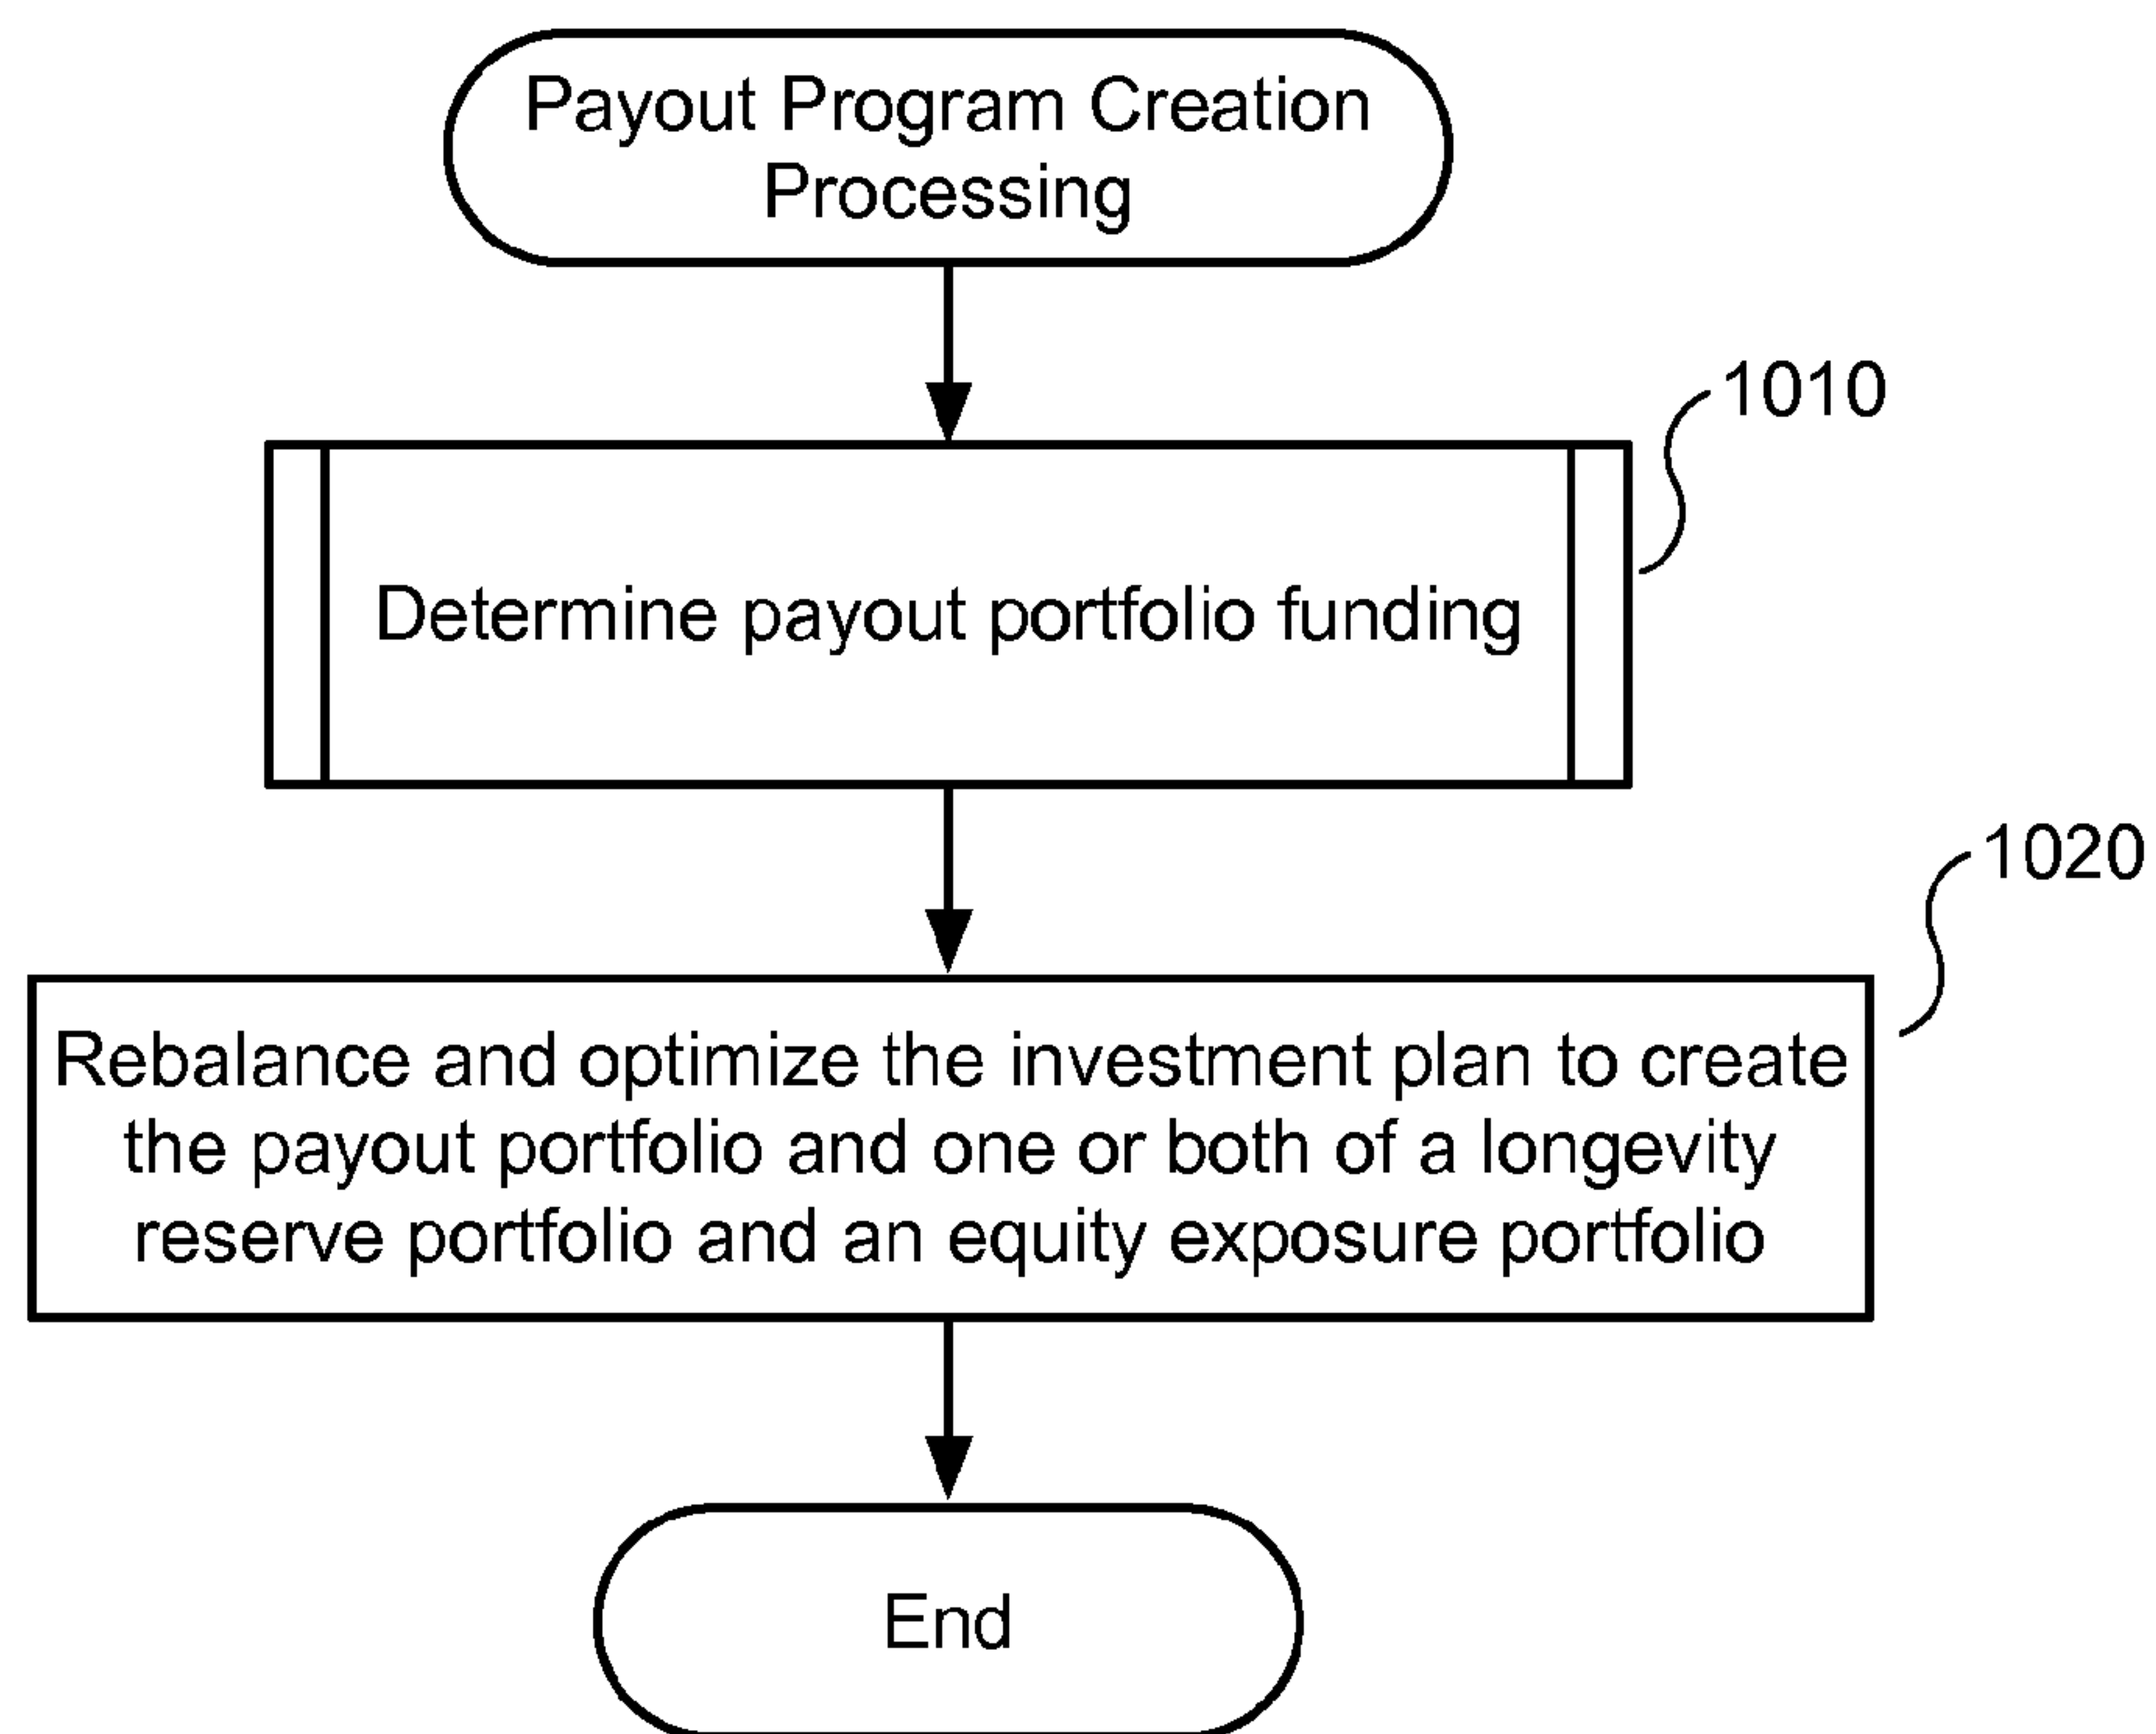 Payout Program Creation
Processing
1010
Determine payout portfolio funding
1020
Rebalance and optimize the investment plan to create
the payout portfolio and one or both of a longevity
reserve portfolio and an equity exposure portfolio
End